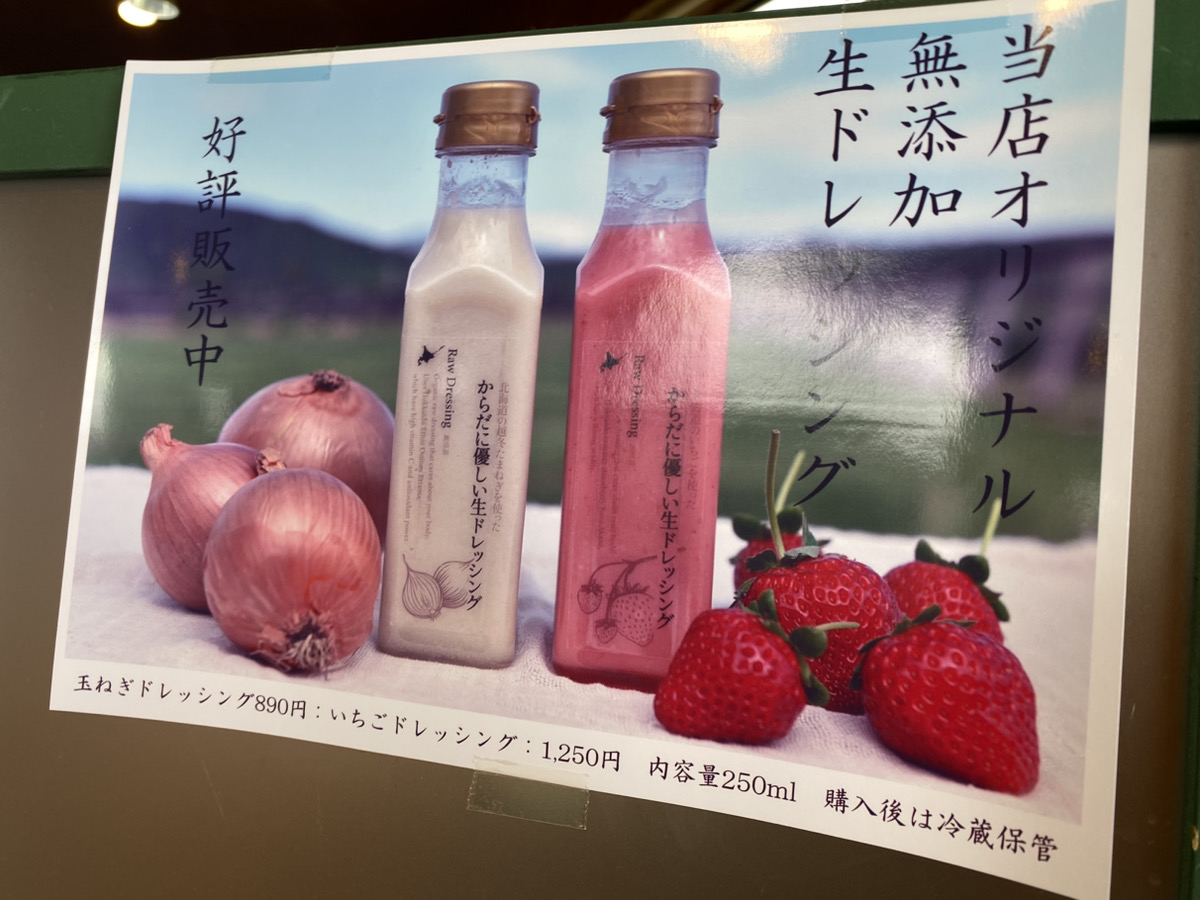 当店オリジナル
無添加
生ドレッシング
好評販売中
北海道の越冬たまねぎを使った
からだに優しい生ドレッシング
Raw Dressing
からだに優しい生ドレッシング
Raw Dressing
玉ねぎドレッシング890円：いちごドレッシング：1,250円 内容量250ml 購入後は冷蔵保管